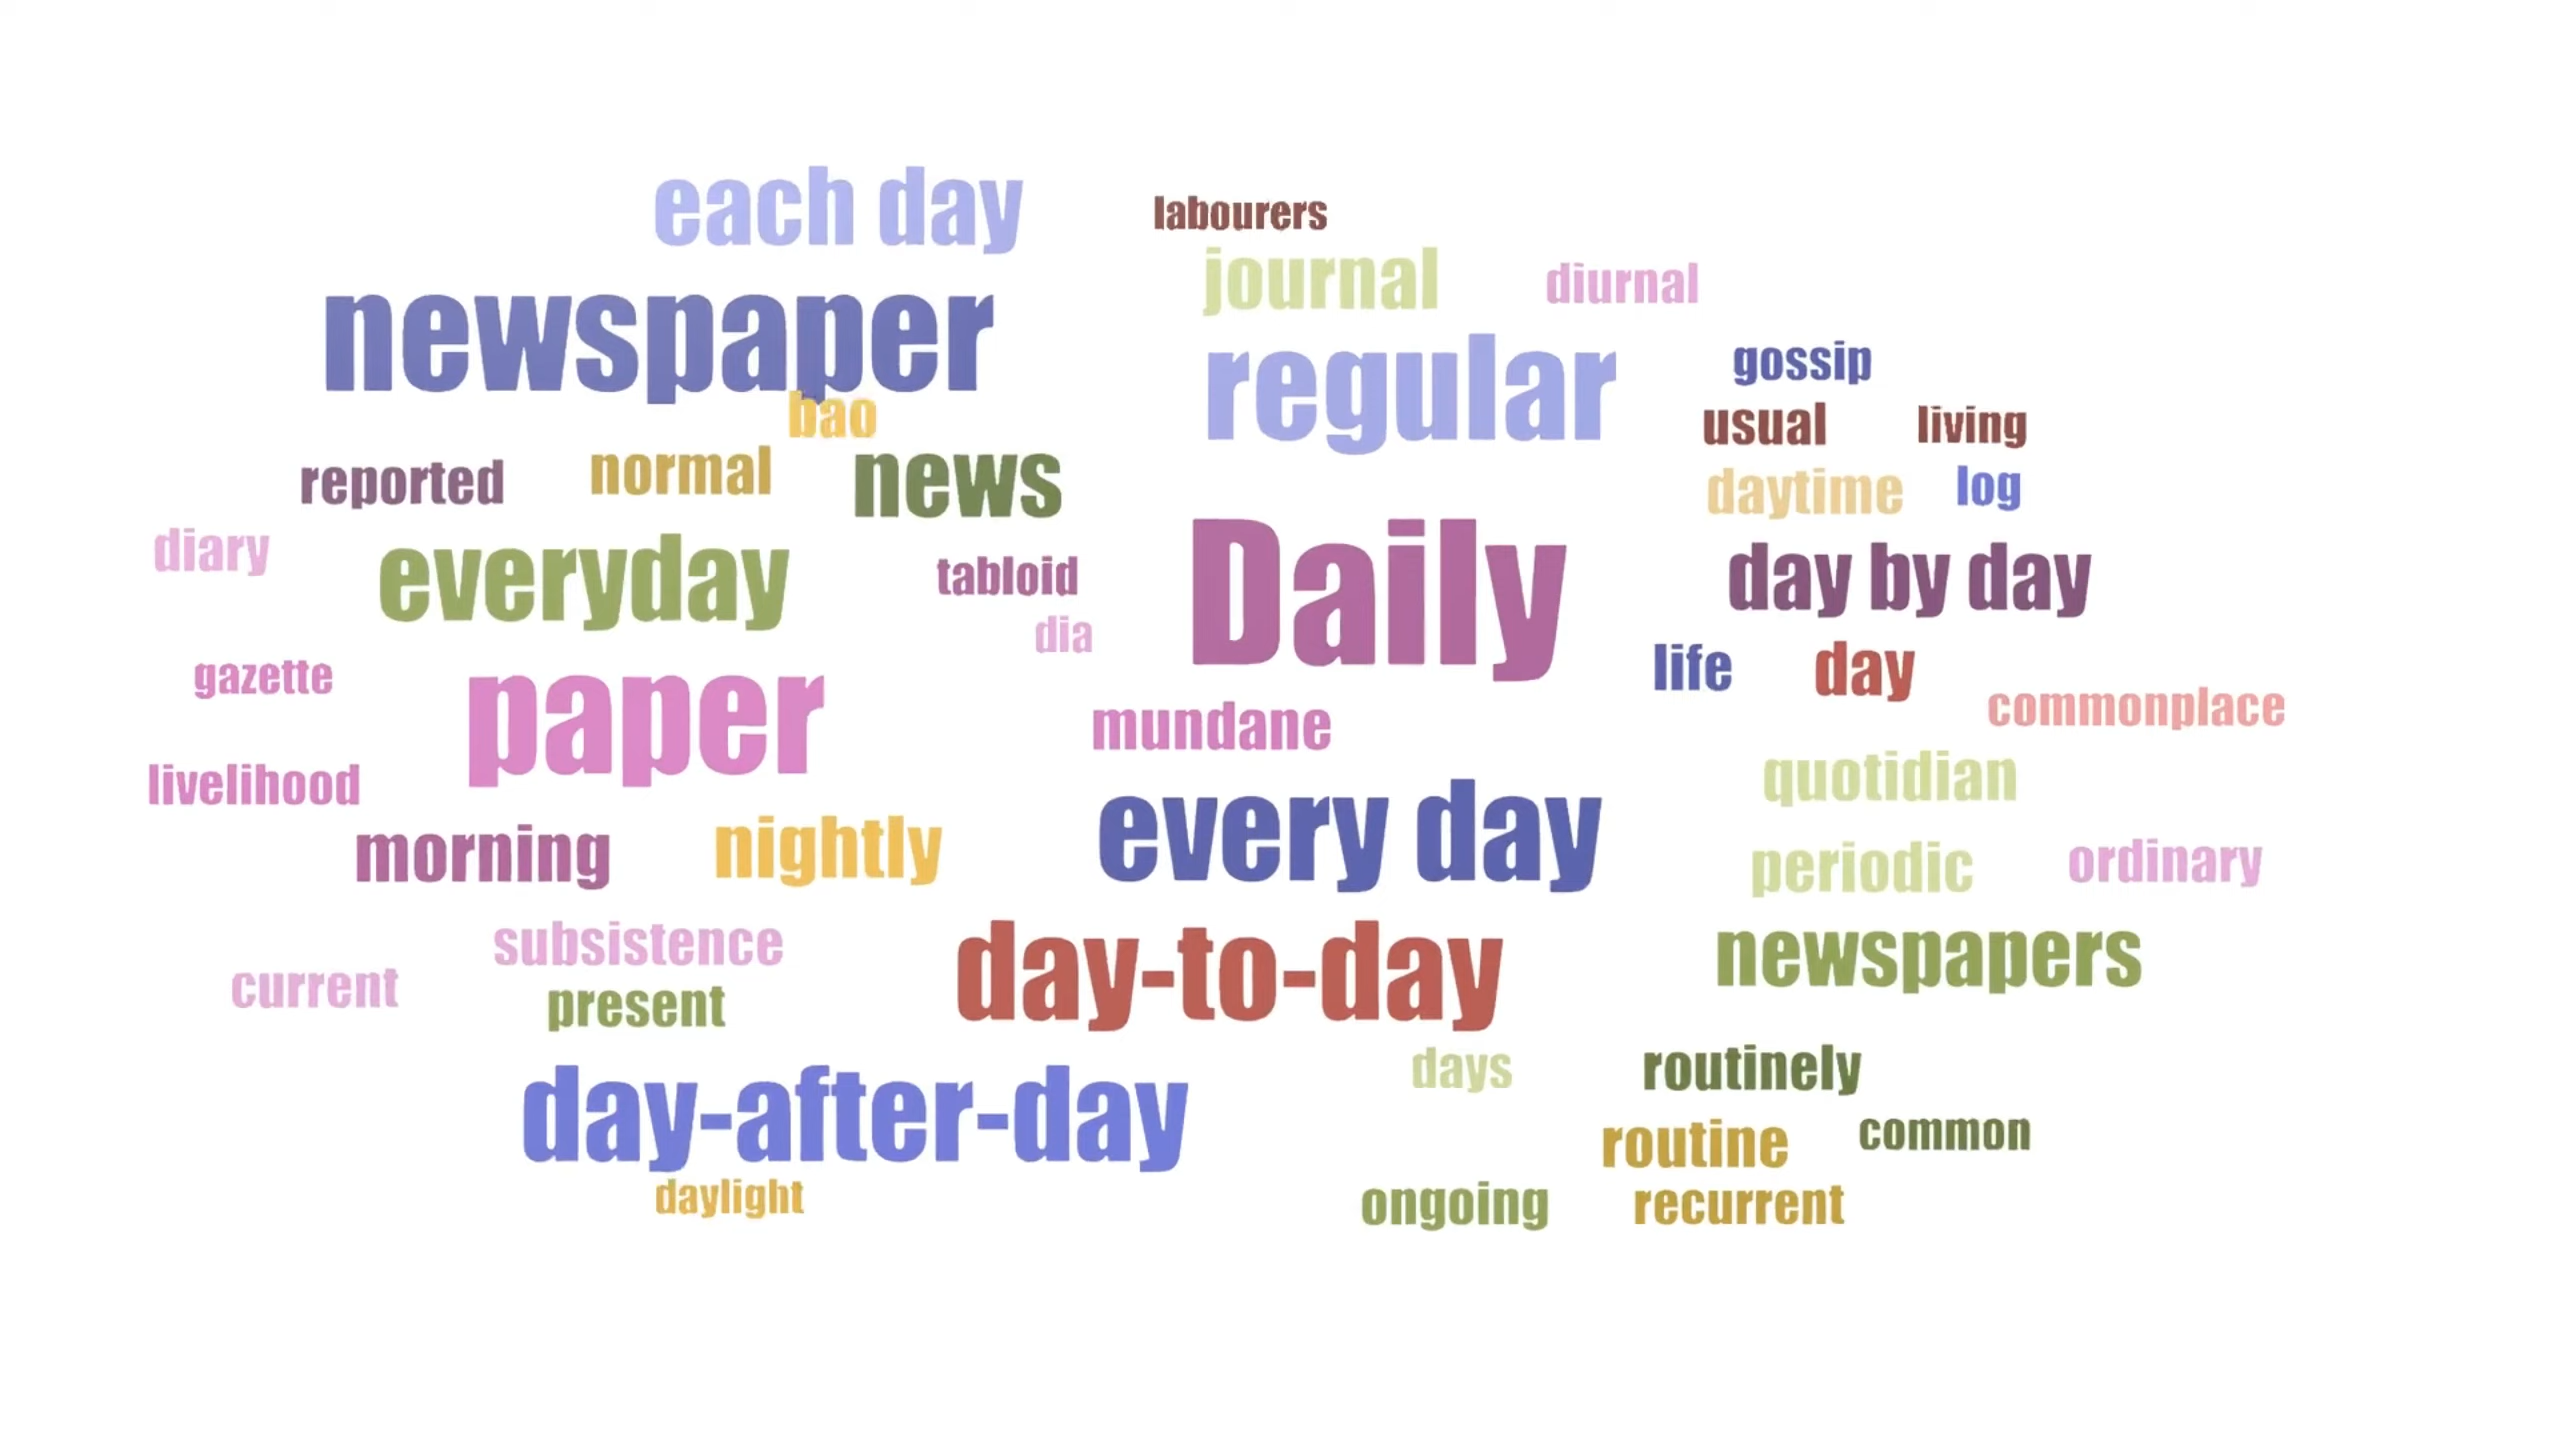 each day
labourers
journal
diurnal
newspaper
regular
gossip
bao
usual
living
reported
normal
news
daytime
log
diary
everyday
tabloid
Daily
day by day
dia
gazette
paper
life
day
commonplace
mundane
livelihood
quotidian
morning
nightly
every day
periodic
ordinary
subsistence
day-to-day
newspapers
current
present
days
routinely
day-after-day
routine
common
daylight
ongoing
recurrent